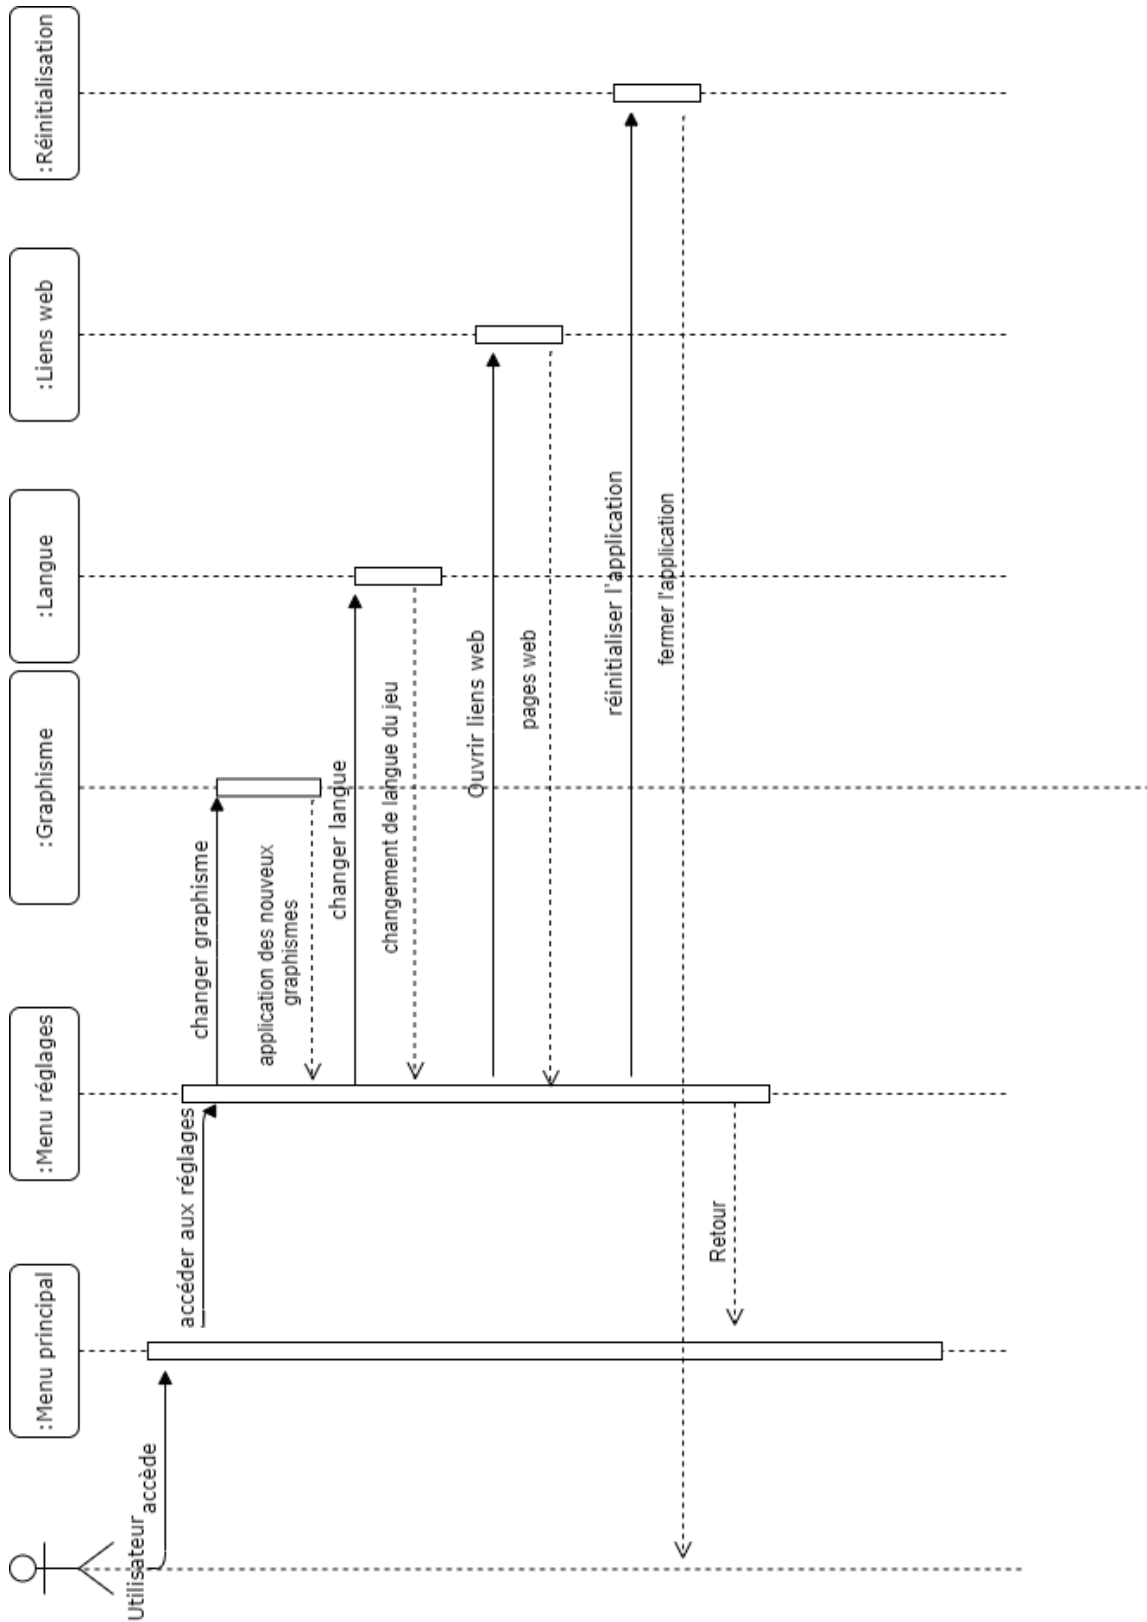 Utilisateur
:Menu principal
:Menu réglages
:Graphisme
:Langue
:Liens web
:Réinitialisation
accède
accéder aux réglages
changer graphisme
application des nouveux
graphismes
changer langue
changement de langue du jeu
Ouvrir liens web
pages web
réinitialiser l'application
fermer l'application
Retour